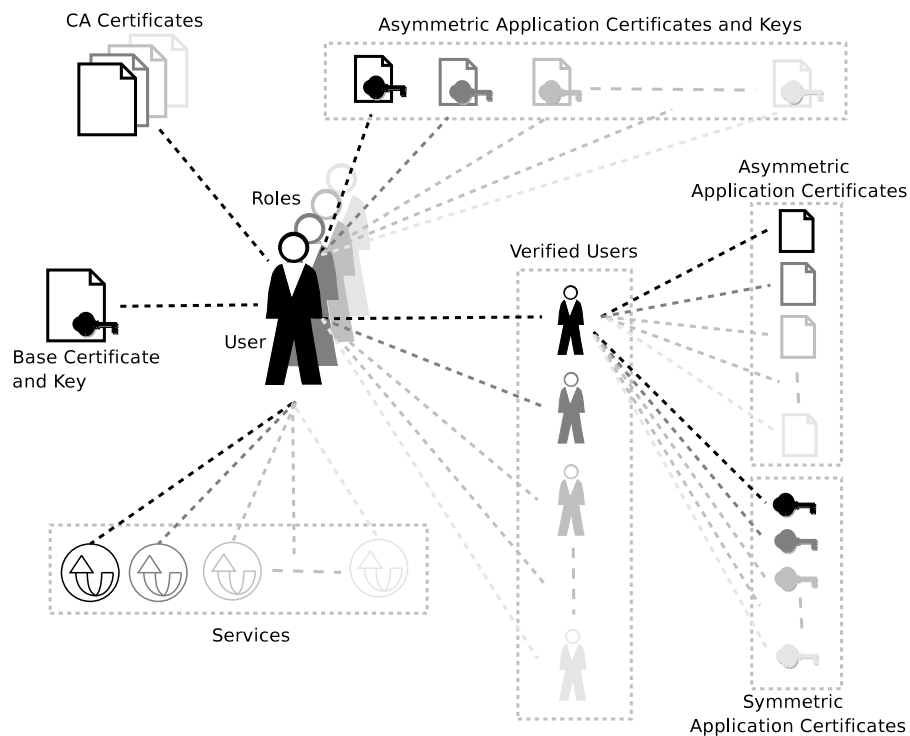 CA Certificates
Asymmetric Application Certificates and Keys
Roles
Asymmetric
Application Certificates
Verified Users
User
Base Certificate
and Key
Services
Symmetric
Application Certificates